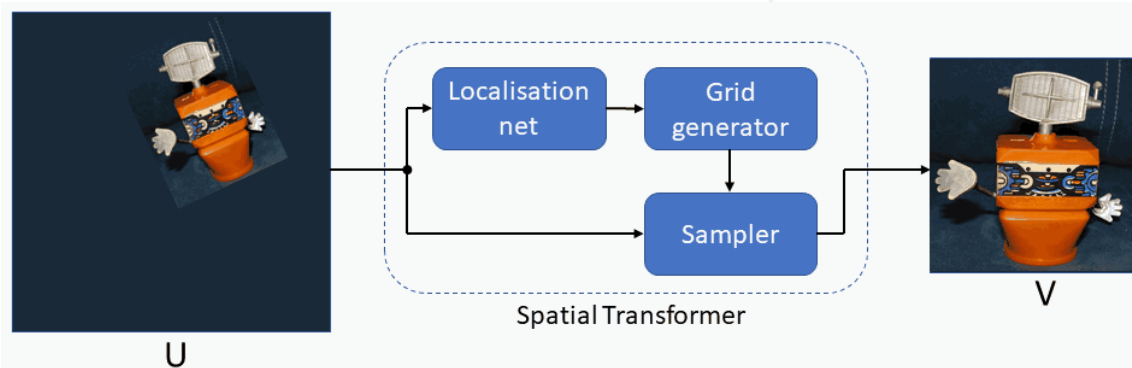 Localisation
net
Grid
generator
Sampler
Spatial Transformer
U
V